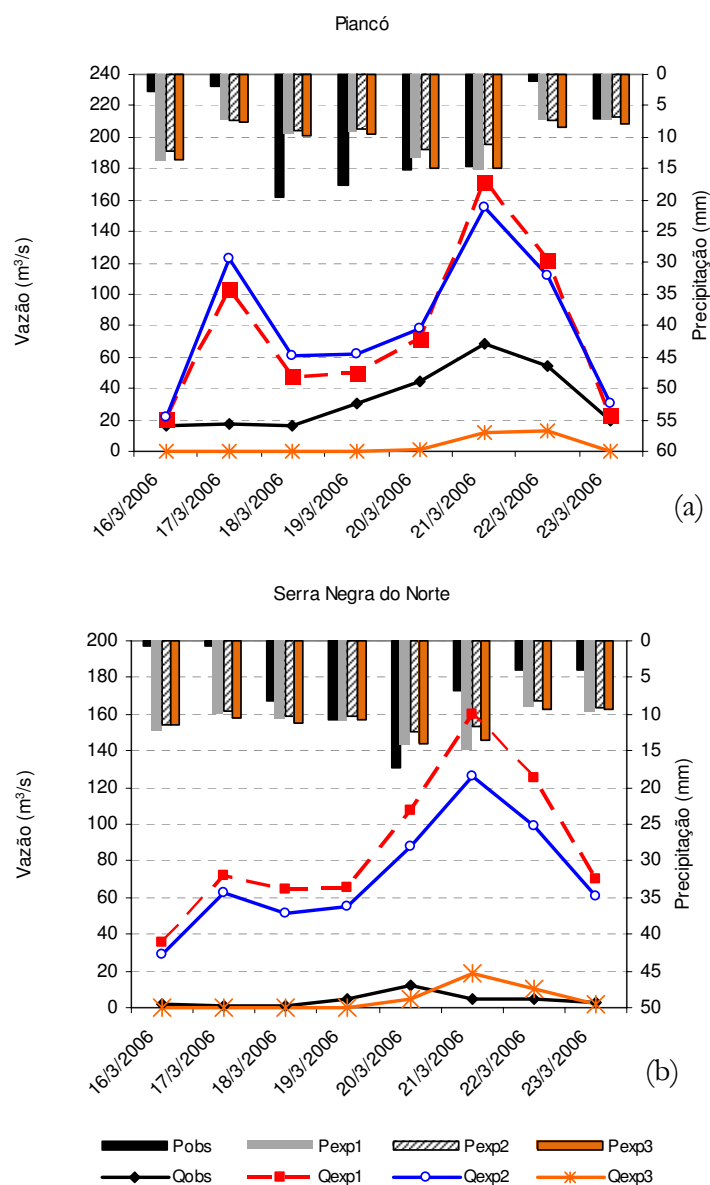 Piancó
240 0
220 5
200 10
180 15
160 20
140 25
120 30
100 35
80 40
60 45
40 50
20 55
0 60
Vazão (m³/s)
Precipitação (mm)
16/3/2006 17/3/2006 18/3/2006 19/3/2006 20/3/2006 21/3/2006 22/3/2006 23/3/2006
(a)
Serra Negra do Norte
200 0
180 5
160 10
140 15
120 20
100 25
80 30
60 35
40 40
20 45
0 50
Vazão (m³/s)
Precipitação (mm)
16/3/2006 17/3/2006 18/3/2006 19/3/2006 20/3/2006 21/3/2006 22/3/2006 23/3/2006
(b)
Pobs Pexp1 Pexp2 Pexp3
Qobs Qexp1 Qexp2 Qexp3